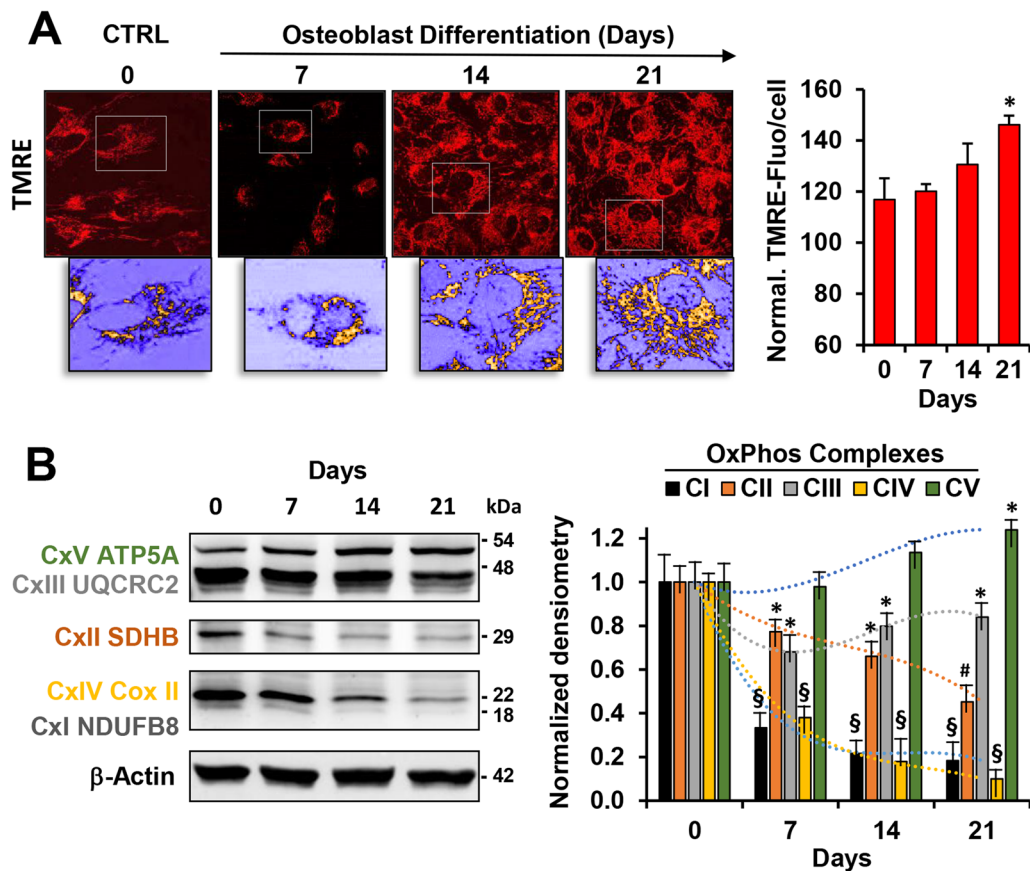 A
CTRL
Osteoblast Differentiation (Days)
0 7 14 21
TMRE
Normal. TMRE-Fluo/cell
160
140
120
100
80
60
*
0 7 14 21
Days
B
Days
0 7 14 21 kDa
CxV ATP5A
CxIII UQCRC2
CxII SDHB
CxIV Cox II
CxI NDUFB8
β-Actin
- 54
- 48
- 29
- 22
- 18
- 42
OxPhos Complexes
CI CII CIII CIV CV
Normalized densiometry
1.0
0.8
0.6
0.4
0.2
0.0
§ * * §
§ * * §
§ # * § *
0 7 14 21
Days